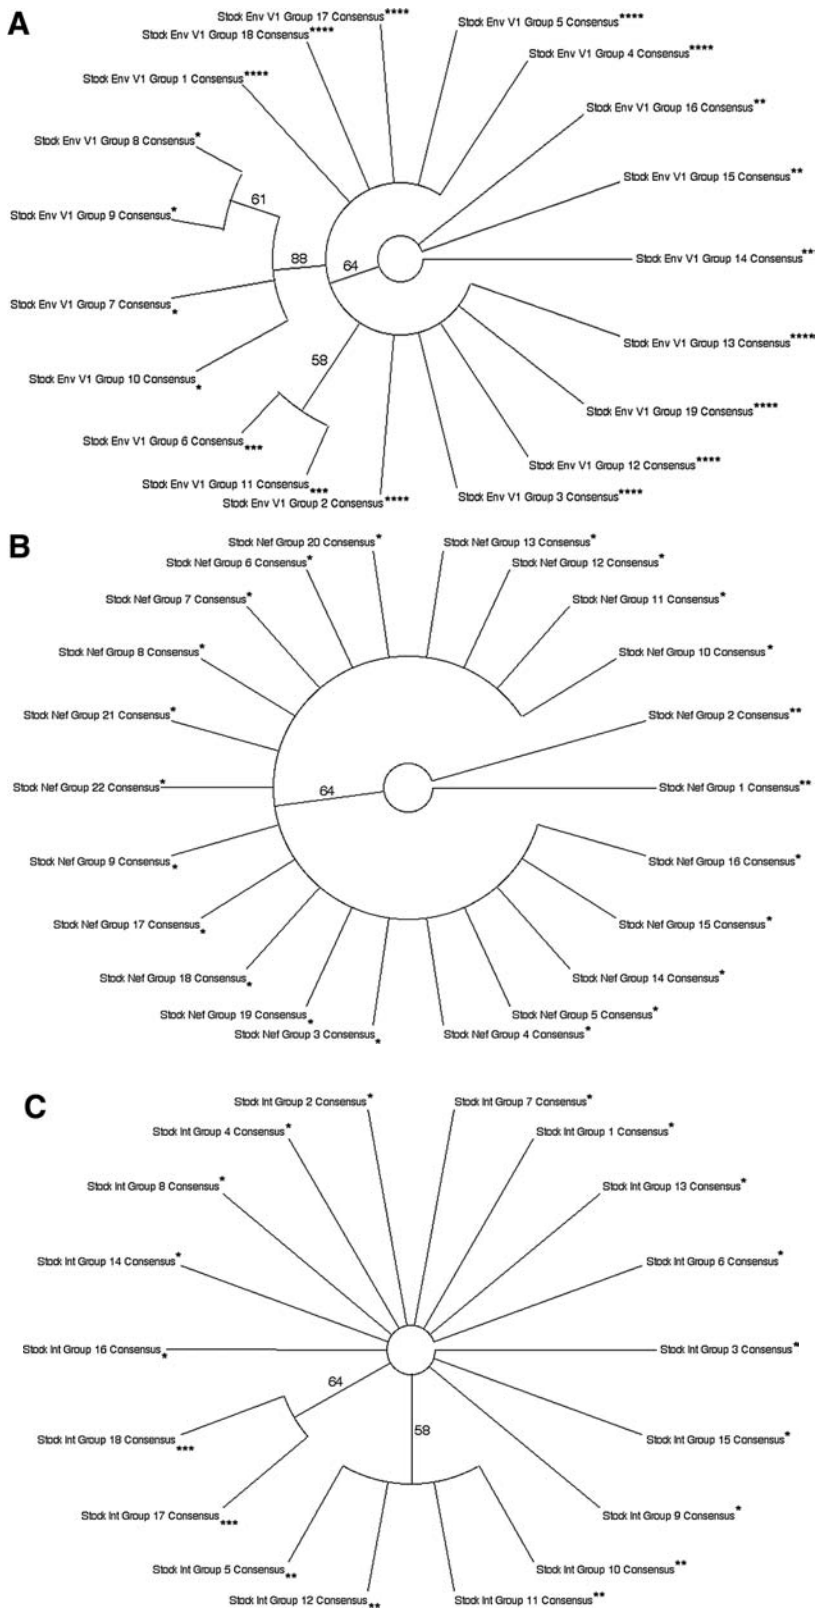 A
Stock Env V1 Group 17 Consensus****
Stock Env V1 Group 5 Consensus****
Stock Env V1 Group 18 Consensus****
Stock Env V1 Group 4 Consensus****
Stock Env V1 Group 1 Consensus****
Stock Env V1 Group 16 Consensus**
Stock Env V1 Group 8 Consensus*
Stock Env V1 Group 15 Consensus**
61
Stock Env V1 Group 9 Consensus*
88
64
Stock Env V1 Group 14 Consensus**
Stock Env V1 Group 7 Consensus*
Stock Env V1 Group 13 Consensus****
58
Stock Env V1 Group 10 Consensus*
Stock Env V1 Group 19 Consensus****
Stock Env V1 Group 6 Consensus***
Stock Env V1 Group 12 Consensus****
Stock Env V1 Group 11 Consensus***
Stock Env V1 Group 2 Consensus****
Stock Env V1 Group 3 Consensus****
B
Stock Nef Group 20 Consensus*
Stock Nef Group 13 Consensus*
Stock Nef Group 6 Consensus*
Stock Nef Group 12 Consensus*
Stock Nef Group 7 Consensus*
Stock Nef Group 11 Consensus*
Stock Nef Group 8 Consensus*
Stock Nef Group 10 Consensus*
Stock Nef Group 21 Consensus*
Stock Nef Group 2 Consensus**
Stock Nef Group 22 Consensus*
64
Stock Nef Group 1 Consensus**
Stock Nef Group 9 Consensus*
Stock Nef Group 16 Consensus*
Stock Nef Group 17 Consensus*
Stock Nef Group 15 Consensus*
Stock Nef Group 18 Consensus*
Stock Nef Group 14 Consensus*
Stock Nef Group 19 Consensus*
Stock Nef Group 5 Consensus*
Stock Nef Group 3 Consensus*
Stock Nef Group 4 Consensus*
C
Stock Int Group 2 Consensus*
Stock Int Group 7 Consensus*
Stock Int Group 4 Consensus*
Stock Int Group 1 Consensus*
Stock Int Group 8 Consensus*
Stock Int Group 13 Consensus*
Stock Int Group 14 Consensus*
Stock Int Group 6 Consensus*
Stock Int Group 16 Consensus*
Stock Int Group 3 Consensus*
64
58
Stock Int Group 18 Consensus***
Stock Int Group 15 Consensus*
Stock Int Group 17 Consensus***
Stock Int Group 9 Consensus*
Stock Int Group 5 Consensus**
Stock Int Group 10 Consensus**
Stock Int Group 12 Consensus**
Stock Int Group 11 Consensus**